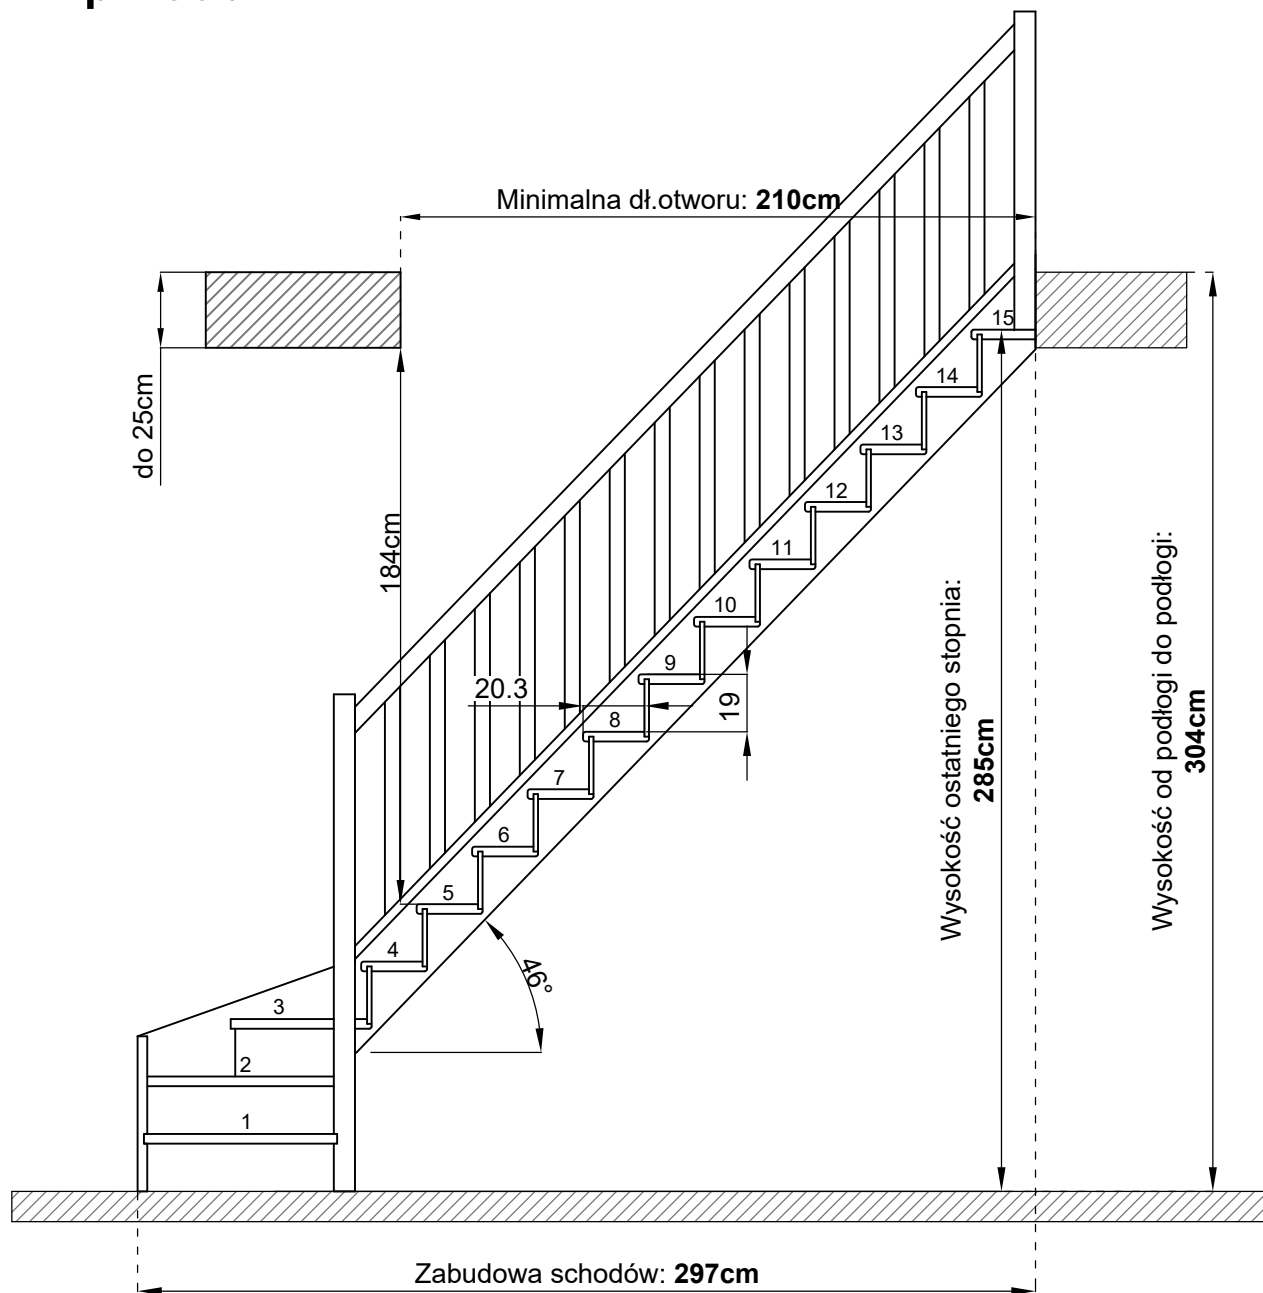 Minimalna dł.otworu: 210cm
do 25cm
184cm
15
14
13
12
11
10
9
20.3
19
8
7
6
5
4
46°
3
2
1
Wysokość ostatniego stopnia:
285cm
Wysokość od podłogi do podłogi:
304cm
Zabudowa schodów: 297cm